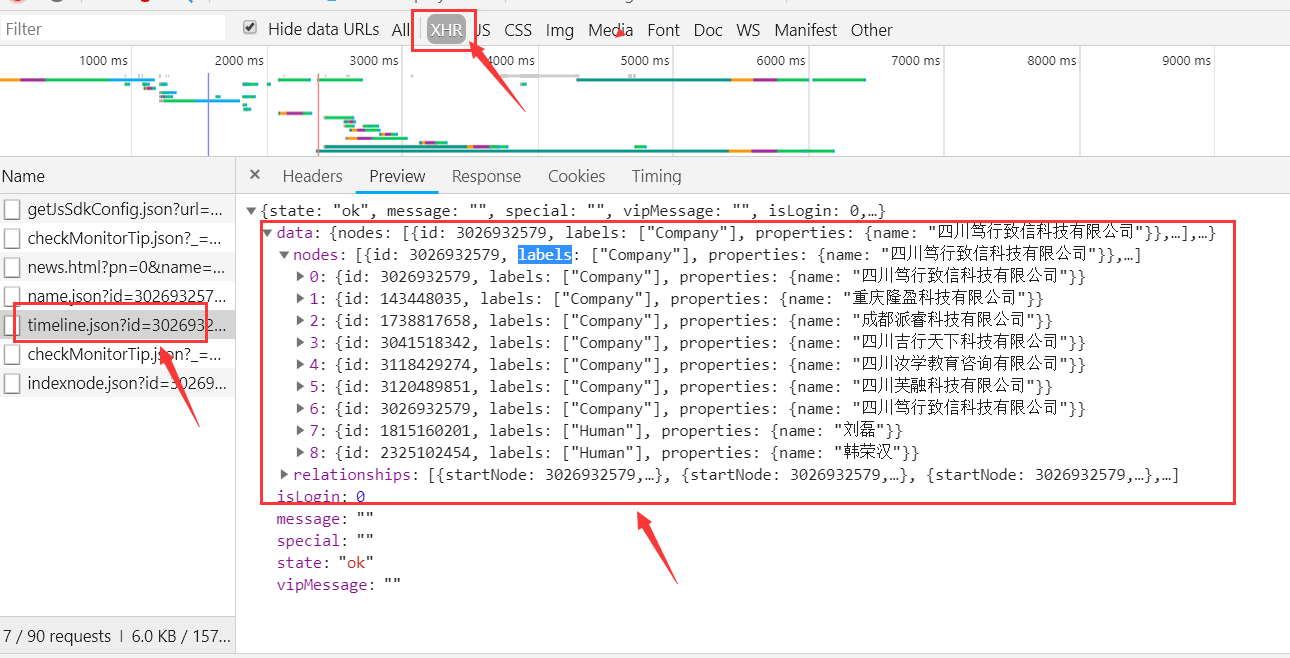 Filter Hide data URLs All XHR JS CSS Img Media Font Doc WS Manifest Other
1000 ms 2000 ms 3000 ms 4000 ms 5000 ms 6000 ms 7000 ms 8000 ms 9000 ms
Name
× Headers Preview Response Cookies Timing
getJsSdkConfig.json?url=...
checkMonitorTip.json?_=...
news.html?pn=0&name=...
name.json?id=302693257...
timeline.json?id=3026932...
checkMonitorTip.json?_=...
indexnode.json?id=30269...
7 / 90 requests | 6.0 KB / 157...
▼{state: "ok", message: "", special: "", vipMessage: "", isLogin: 0,…}
▼data: {nodes: [{id: 3026932579, labels: ["Company"], properties: {name: "四川笃行致信科技有限公司"}},…],…}
▼nodes: [{id: 3026932579, labels: ["Company"], properties: {name: "四川笃行致信科技有限公司"}},…]
▶0: {id: 3026932579, labels: ["Company"], properties: {name: "四川笃行致信科技有限公司"}}
▶1: {id: 143448035, labels: ["Company"], properties: {name: "重庆隆盈科技有限公司"}}
▶2: {id: 1738817658, labels: ["Company"], properties: {name: "成都派睿科技有限公司"}}
▶3: {id: 3041518342, labels: ["Company"], properties: {name: "四川吉行天下科技有限公司"}}
▶4: {id: 3118429274, labels: ["Company"], properties: {name: "四川汝学教育咨询有限公司"}}
▶5: {id: 3120489851, labels: ["Company"], properties: {name: "四川芙融科技有限公司"}}
▶6: {id: 3026932579, labels: ["Company"], properties: {name: "四川笃行致信科技有限公司"}}
▶7: {id: 1815160201, labels: ["Human"], properties: {name: "刘磊"}}
▶8: {id: 2325102454, labels: ["Human"], properties: {name: "韩荣汉"}}
▶relationships: [{startNode: 3026932579,…}, {startNode: 3026932579,…}, {startNode: 3026932579,…},…]
isLogin: 0
message: ""
special: ""
state: "ok"
vipMessage: ""